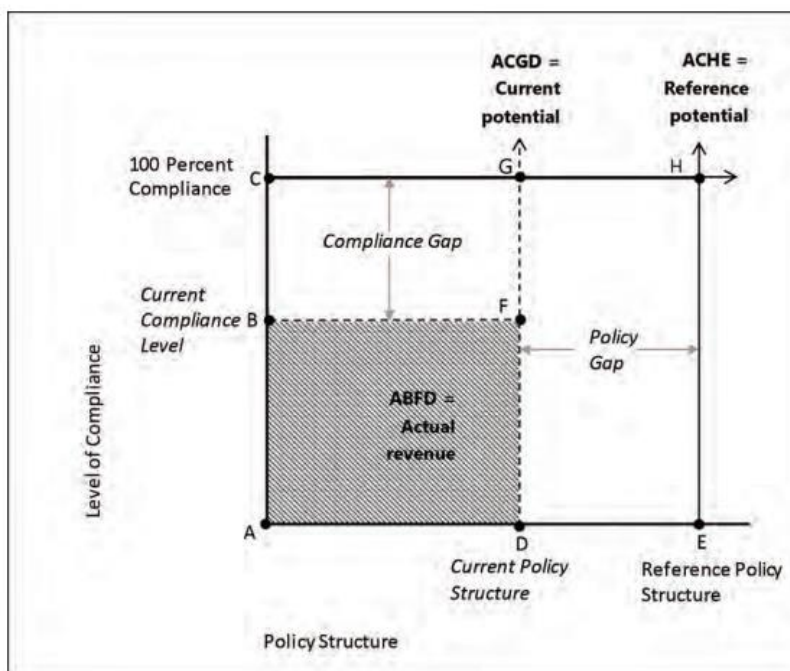 ACGD =
Current
potential
ACHE =
Reference
potential
100 Percent
Compliance
C
G
H
Compliance Gap
Current
Compliance
Level
B
F
Policy
Gap
ABFD =
Actual
revenue
Level of Compliance
A
D
E
Current Policy
Structure
Reference Policy
Structure
Policy Structure